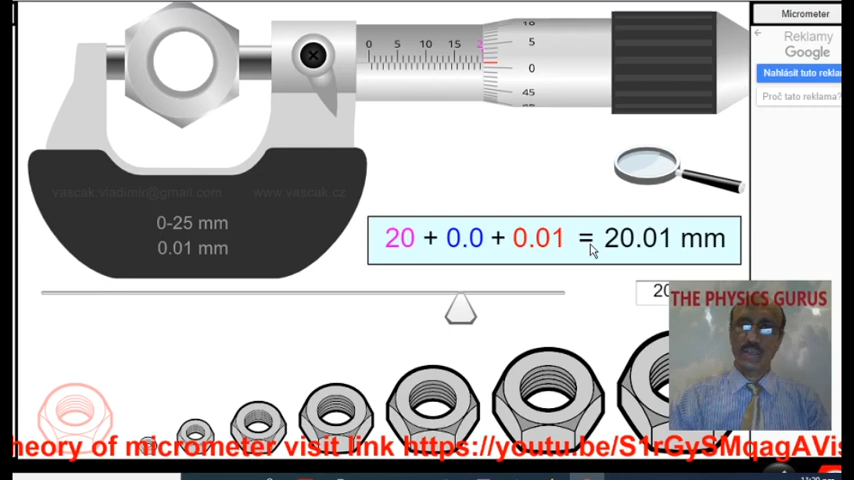 Micrometer
Reklamy
Google
Nahlásit tuto rekla
Proč tato reklama?
0 5 10 15 2
5
0
45
vascak.vladimir@gmail.com www.vascak.cz
0-25 mm
0.01 mm
20 + 0.0 + 0.01 = 20.01 mm
20
THE PHYSICS GURUS
heory of micrometer visit link https://youtu.be/S1rGySMqagAVis